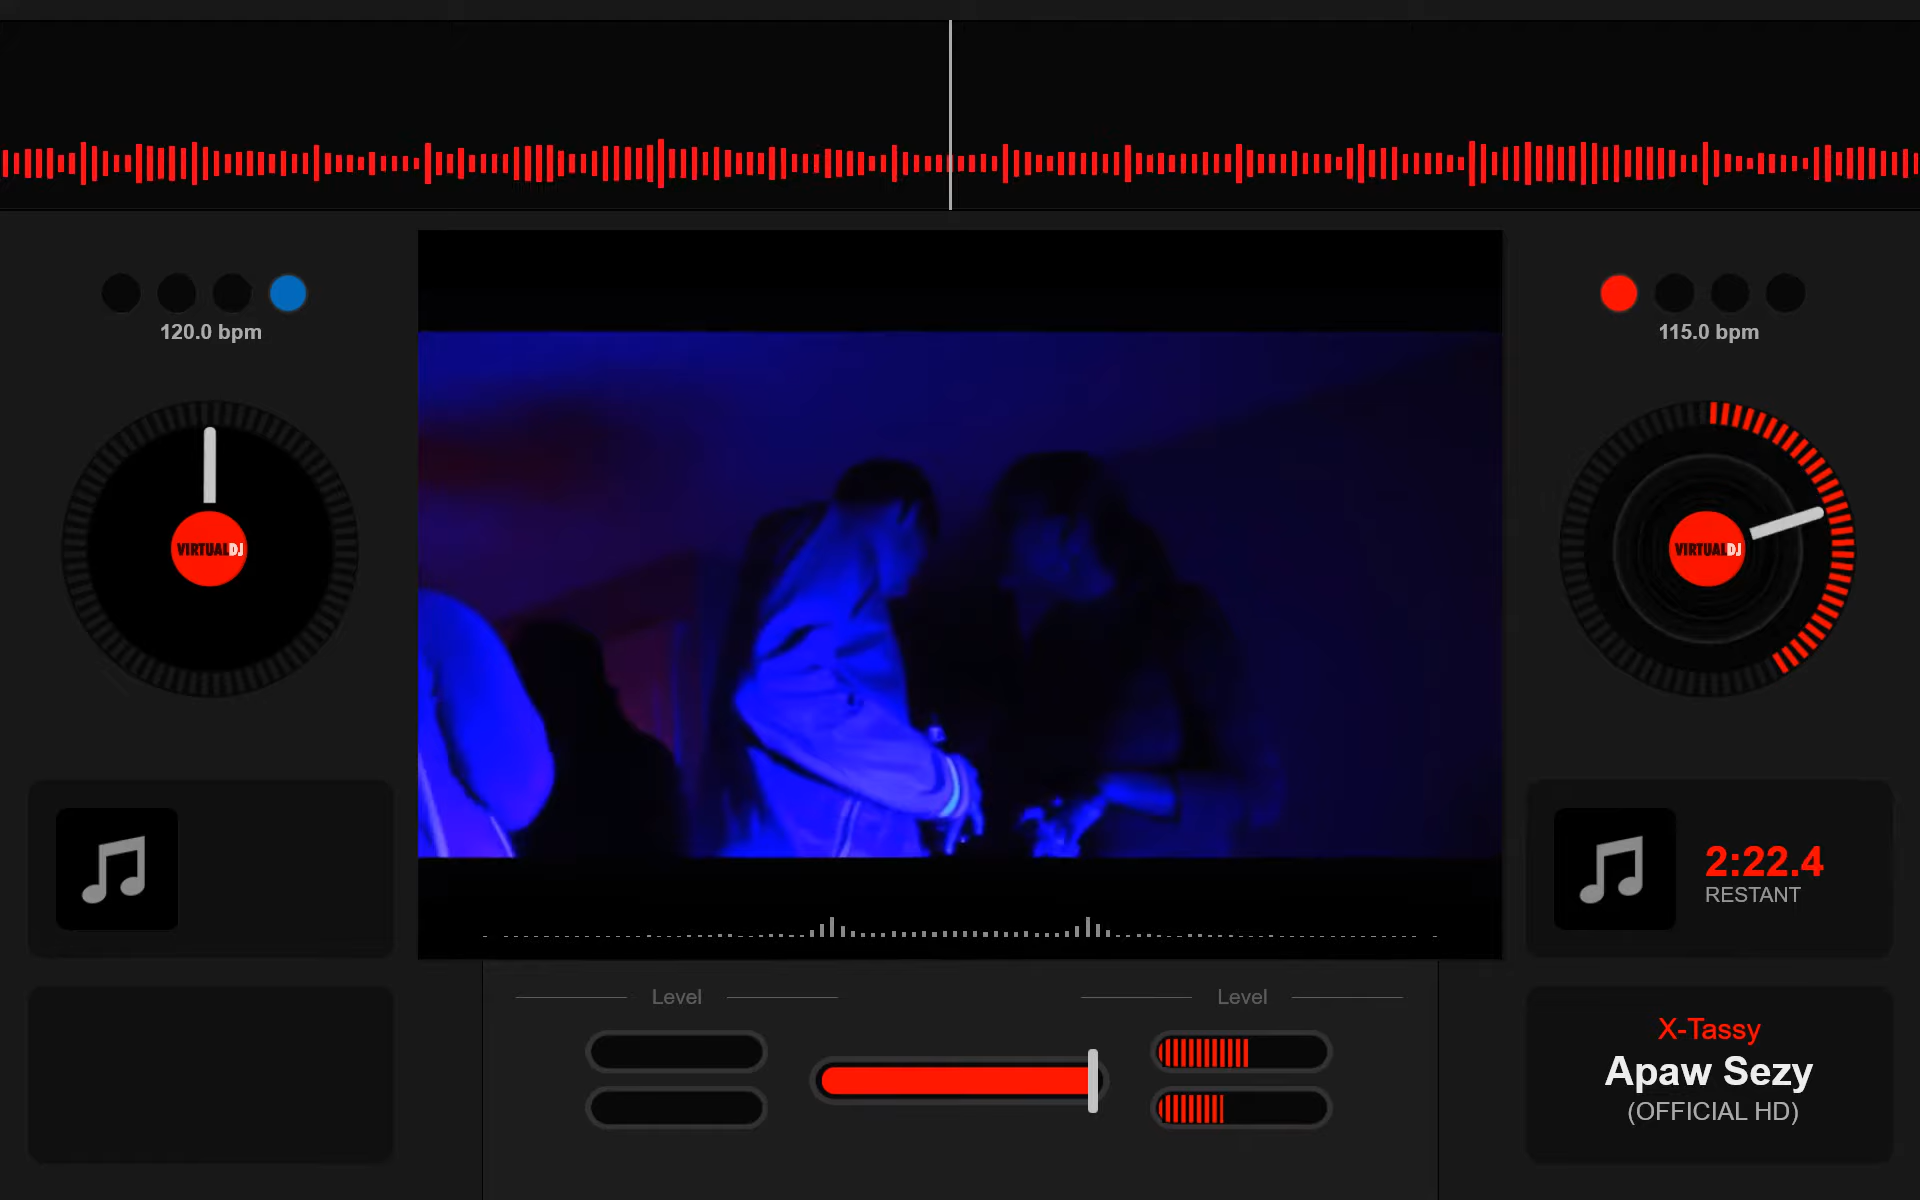 120.0 bpm
115.0 bpm
VIRTUALDJ
VIRTUALDJ
2:22.4
RESTANT
Level
Level
X-Tassy
Apaw Sezy
(OFFICIAL HD)